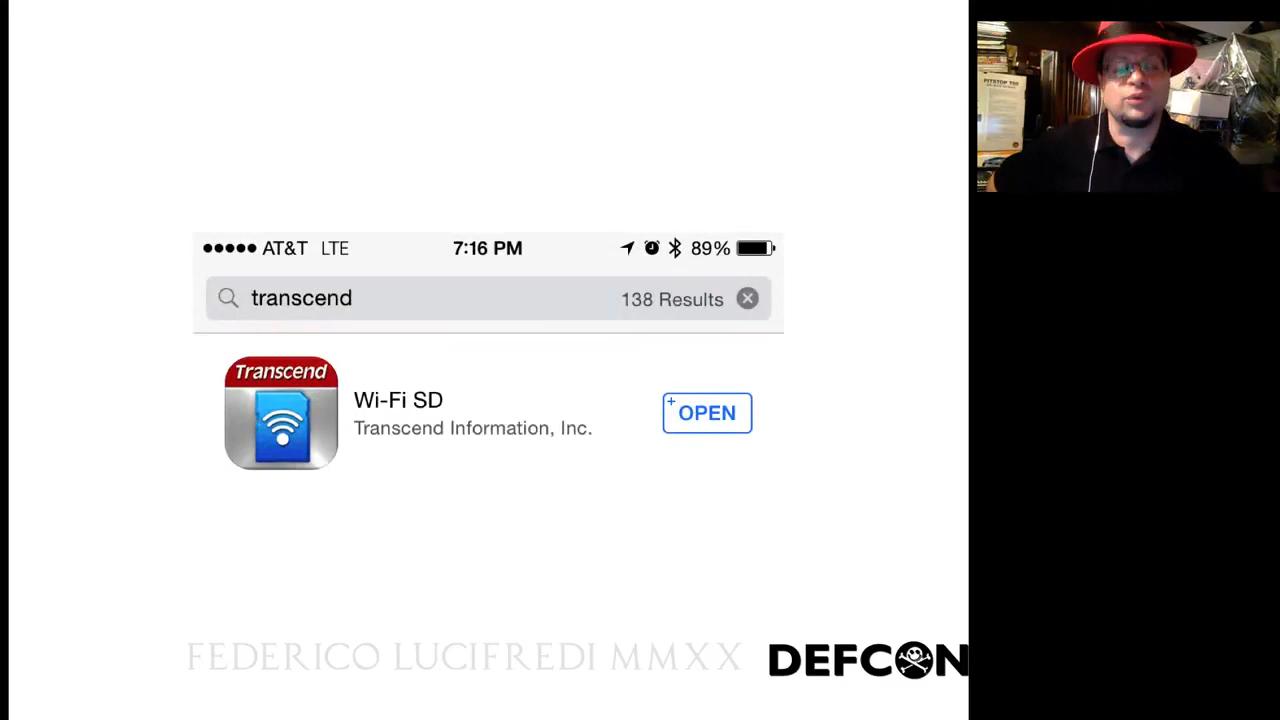 ●●●●● AT&T LTE 7:16 PM 89%
transcend 138 Results
Transcend
Wi-Fi SD
Transcend Information, Inc.
+OPEN
FEDERICO LUCIFREDI MMXX
DEFCON